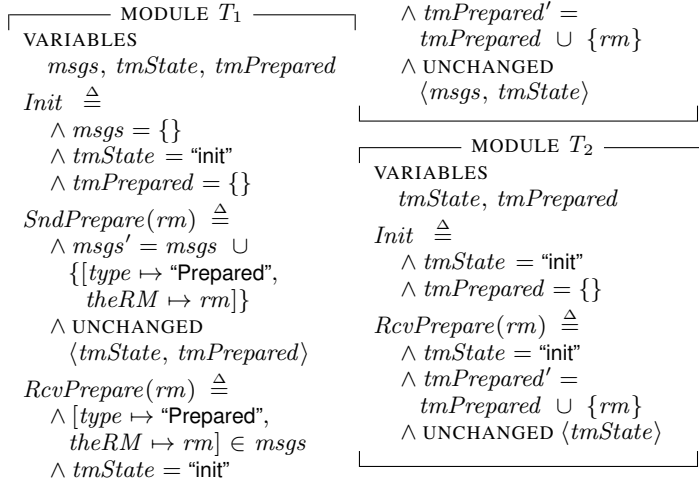 MODULE T₁
VARIABLES
msgs, tmState, tmPrepared
Init ≜
∧ msgs = {}
∧ tmState = “init”
∧ tmPrepared = {}
SndPrepare(rm) ≜
∧ msgs′ = msgs ∪
{[type ↦ “Prepared”,
theRM ↦ rm]}
∧ UNCHANGED
⟨tmState, tmPrepared⟩
RcvPrepare(rm) ≜
∧ [type ↦ “Prepared”,
theRM ↦ rm] ∈ msgs
∧ tmState = “init”
∧ tmPrepared′ =
tmPrepared ∪ {rm}
∧ UNCHANGED
⟨msgs, tmState⟩
MODULE T₂
VARIABLES
tmState, tmPrepared
Init ≜
∧ tmState = “init”
∧ tmPrepared = {}
RcvPrepare(rm) ≜
∧ tmState = “init”
∧ tmPrepared′ =
tmPrepared ∪ {rm}
∧ UNCHANGED ⟨tmState⟩